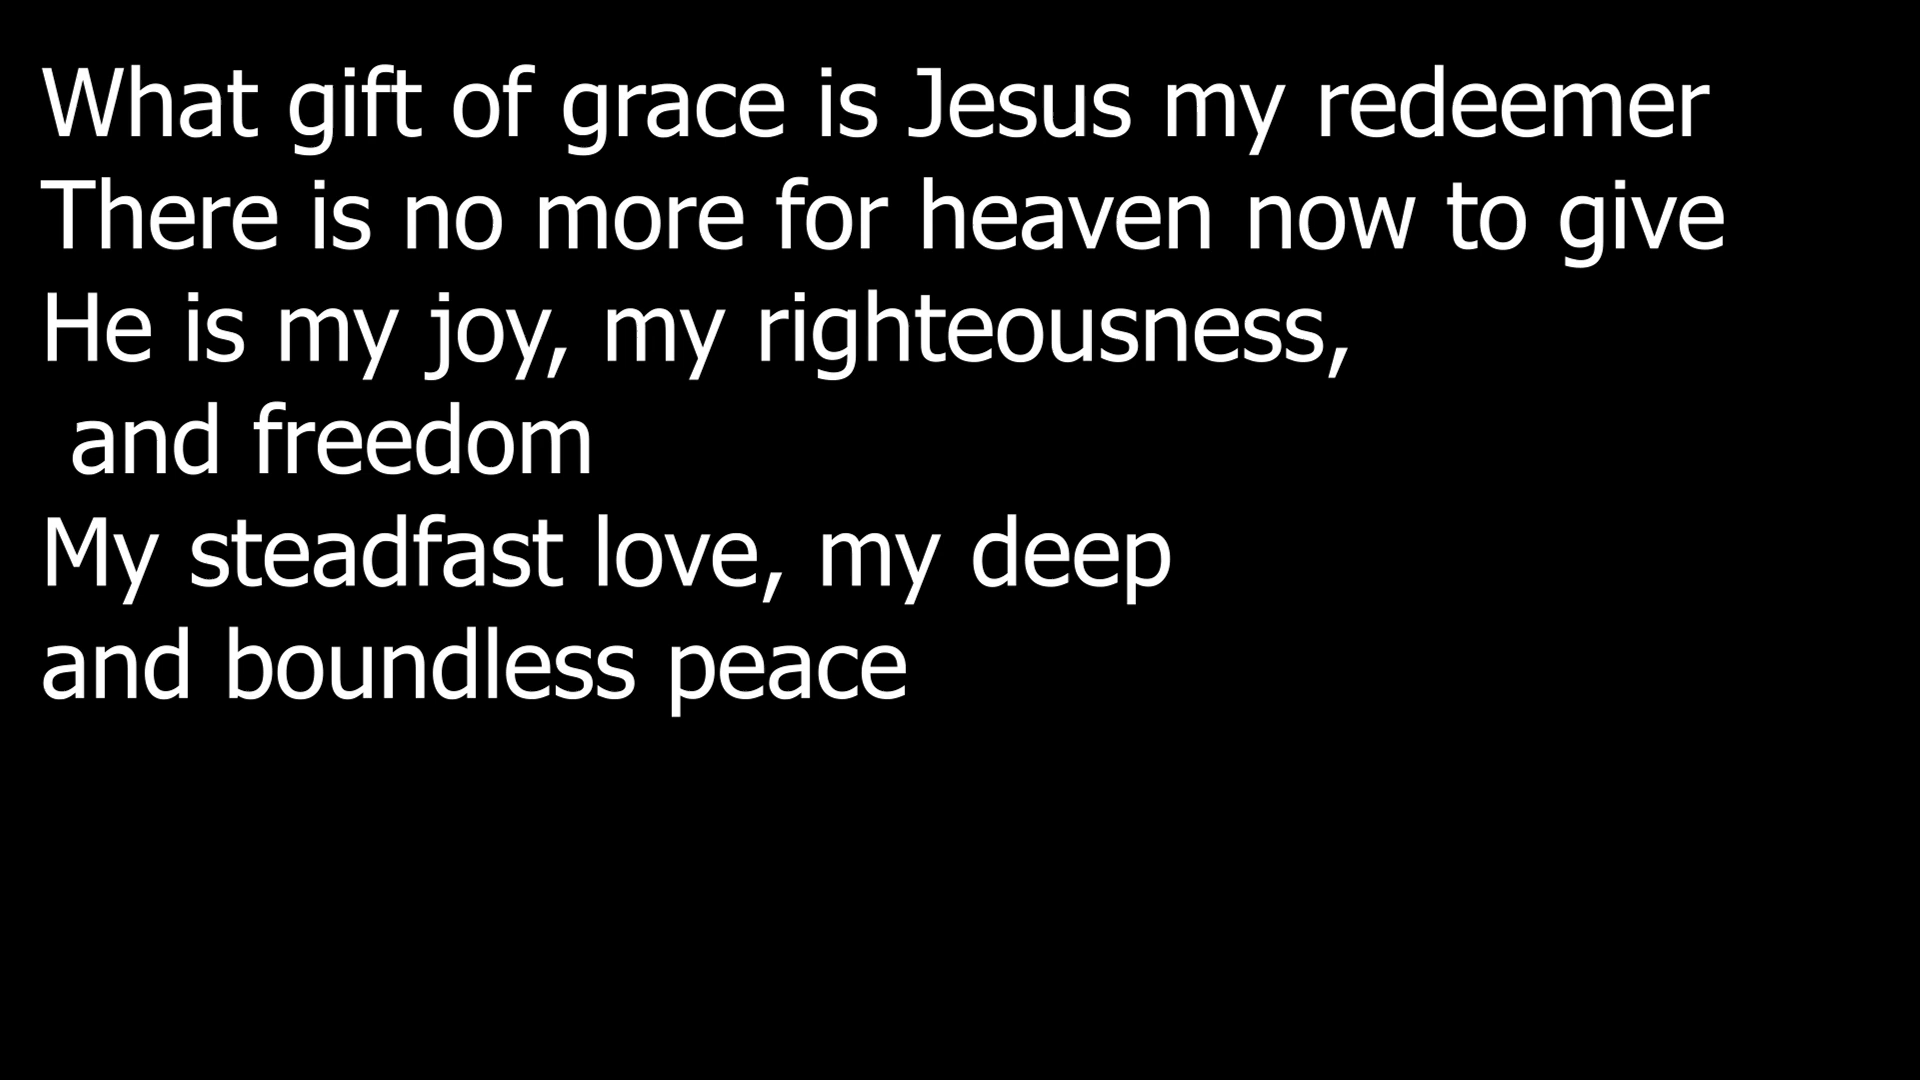 What gift of grace is Jesus my redeemer
There is no more for heaven now to give
He is my joy, my righteousness,
and freedom
My steadfast love, my deep
and boundless peace